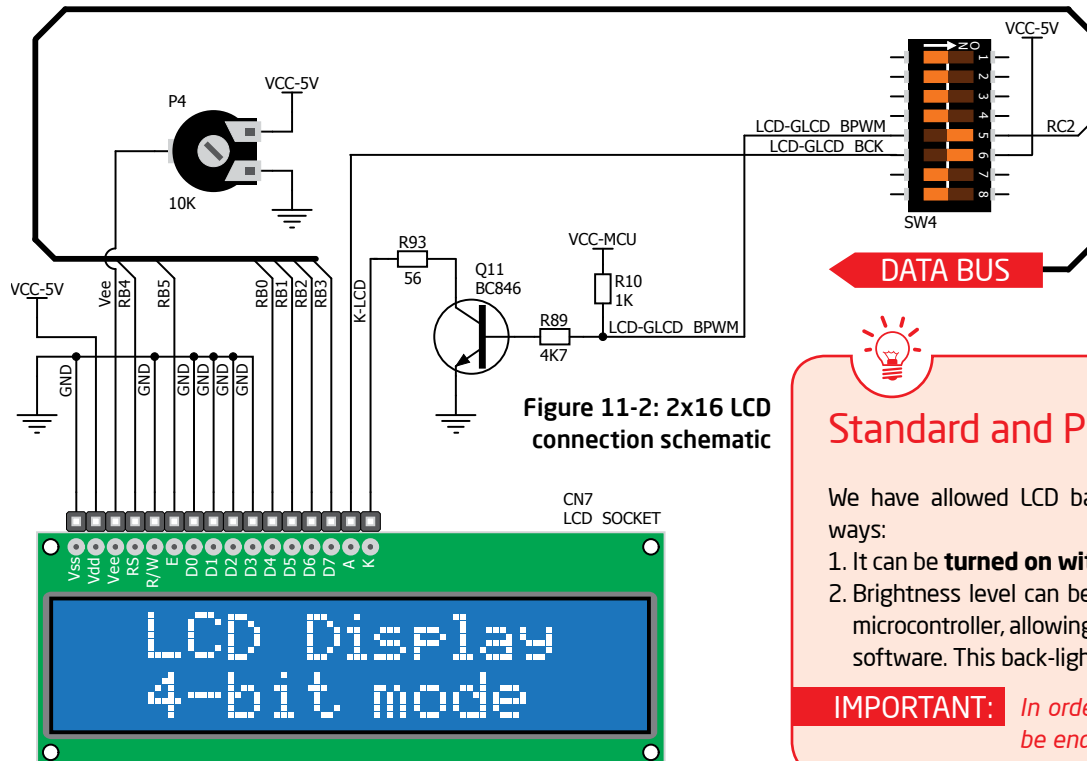 VCC-5V
VCC-5V
P4
10K
O
N
1
2
3
4
5
6
7
8
SW4
LCD-GLCD BPWM
LCD-GLCD BCK
RC2
DATA BUS
R93
56
VCC-MCU
Q11
BC846
R10
1K
R89
4K7
LCD-GLCD BPWM
VCC-5V
Vee
RB4
RB5
RB0
RB1
RB2
RB3
K-LCD
GND
GND
GND
GND
GND
GND
Figure 11-2: 2x16 LCD
connection schematic
CN7
LCD SOCKET
Vss
Vdd
Vee
RS
R/W
E
D0
D1
D2
D3
D4
D5
D6
D7
A
K
LCD Display
4-bit mode
Standard and P
We have allowed LCD ba
ways:
1. It can be turned on wit
2. Brightness level can be
microcontroller, allowing
software. This back-ligh
IMPORTANT:
In orde
be ena